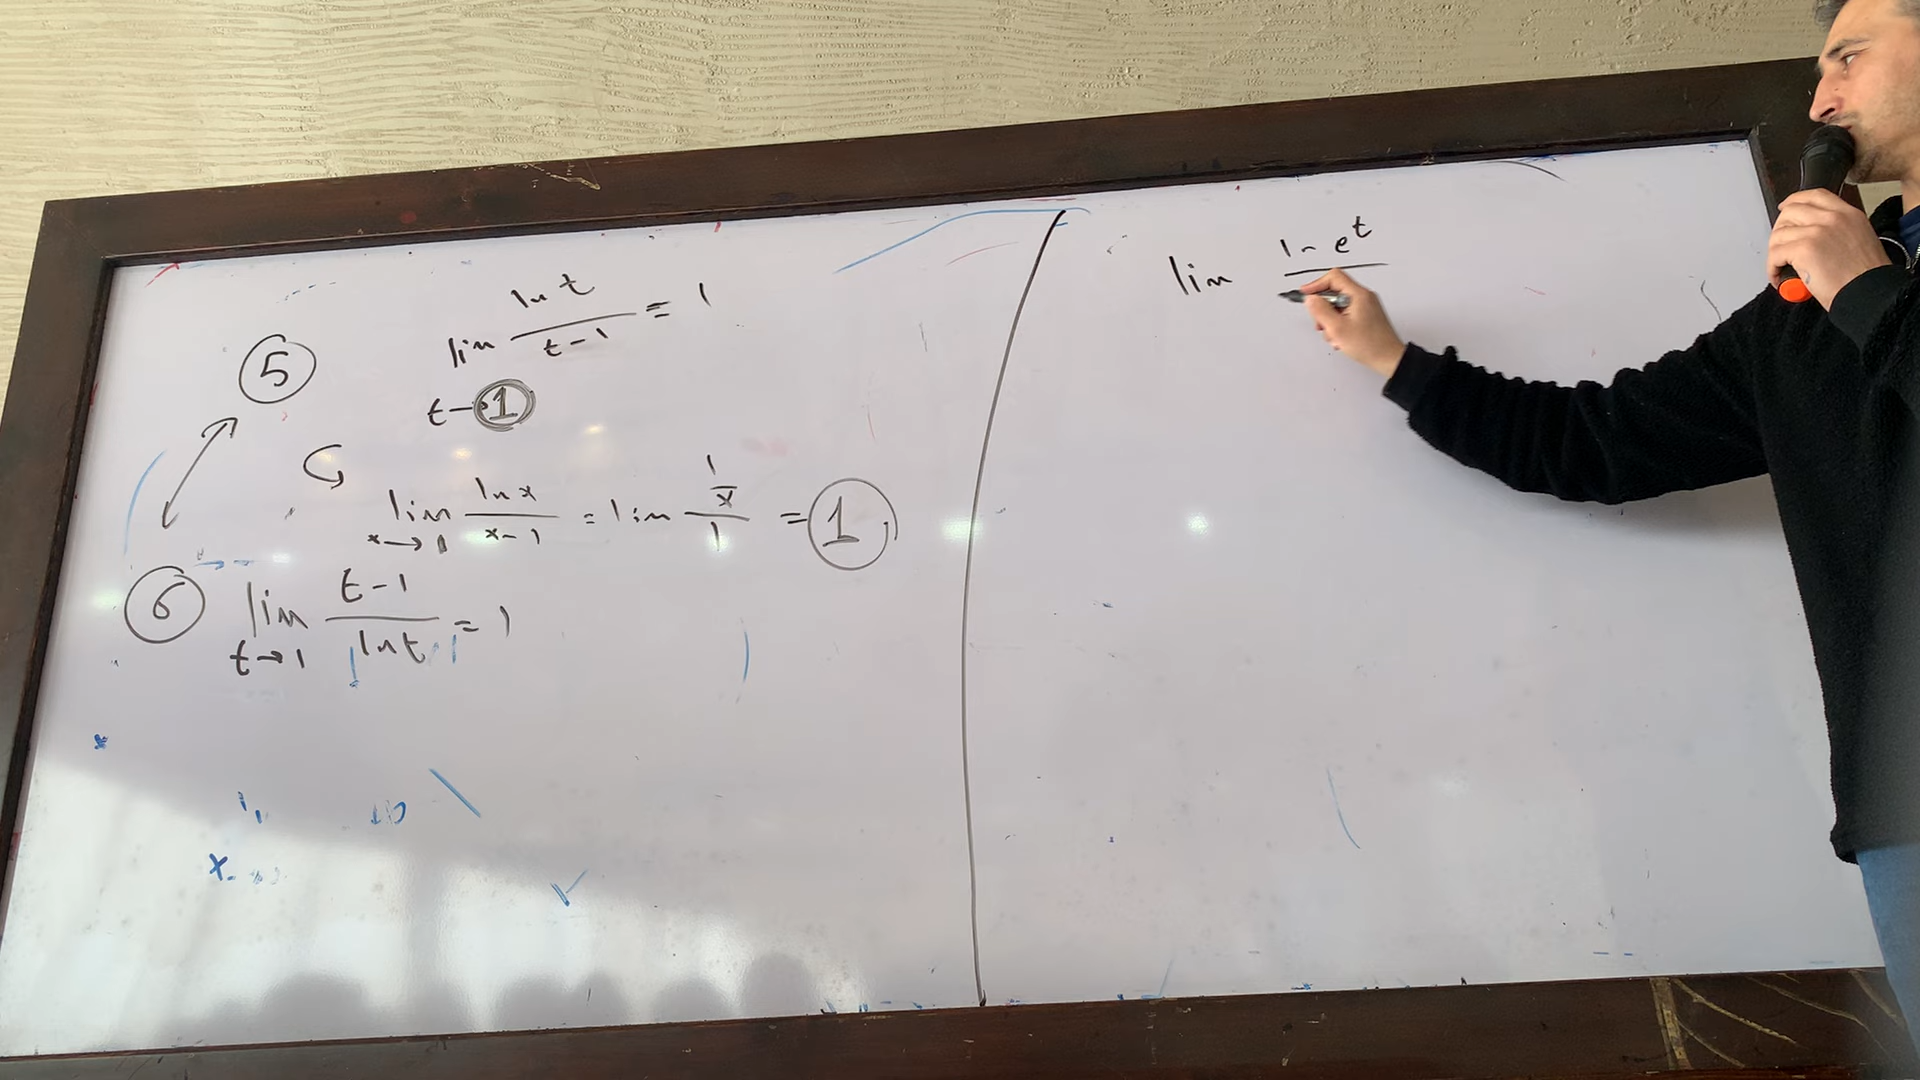 5
lim ln t / t - 1 = 1
t → 1
lim ln x / x - 1 = lim 1/x / 1 = 1
x → 1
6
lim t - 1 / ln t = 1
t → 1
lim 1 - e^t